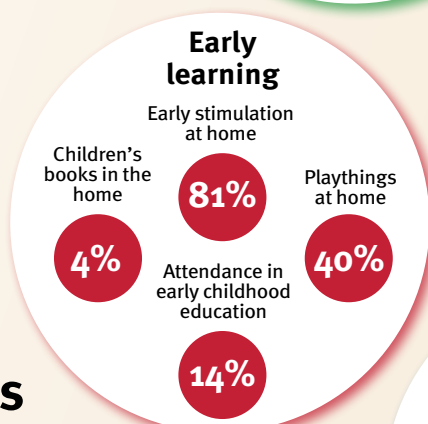 Early
learning
Early stimulation
at home
81%
Children's
books in the
home
4%
Playthings
at home
40%
Attendance in
early childhood
education
14%
s